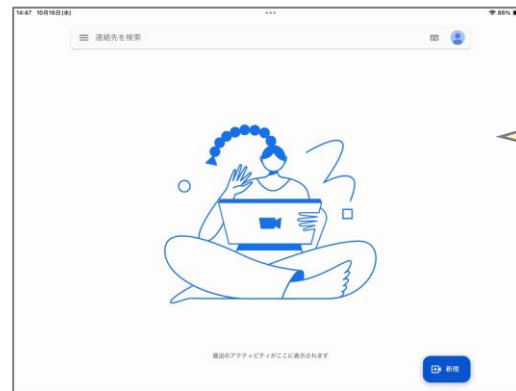 14:47 10月16日(水)
86%
連絡先を検索
最近のアクティビティがここに表示されます
新規